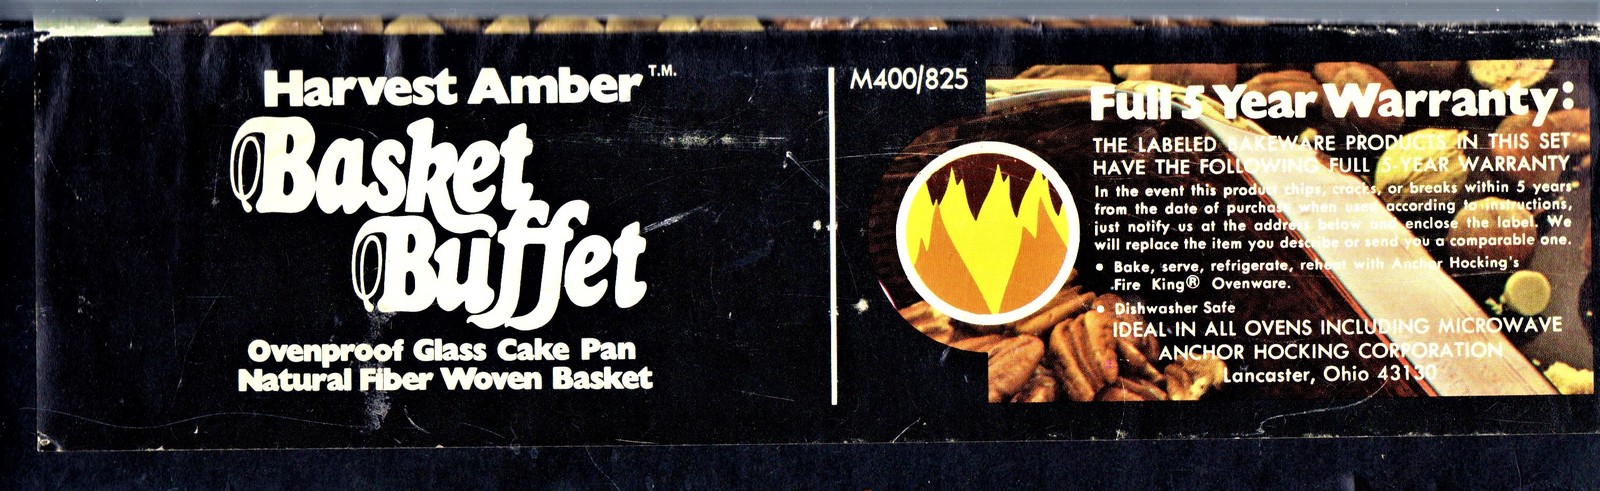 Harvest Amber T.M.
Basket
Buffet
Ovenproof Glass Cake Pan
Natural Fiber Woven Basket
M400/825
Full 5 Year Warranty:
THE LABELED BAKEWARE PRODUCTS IN THIS SET
HAVE THE FOLLOWING FULL 5-YEAR WARRANTY
In the event this product chips, cracks, or breaks within 5 years
from the date of purchase when used according to instructions,
just notify us at the address below and enclose the label. We
will replace the item you describe or send you a comparable one.
• Bake, serve, refrigerate, reheat with Anchor Hocking's
Fire King® Ovenware.
• Dishwasher Safe
IDEAL IN ALL OVENS INCLUDING MICROWAVE
ANCHOR HOCKING CORPORATION
Lancaster, Ohio 43130